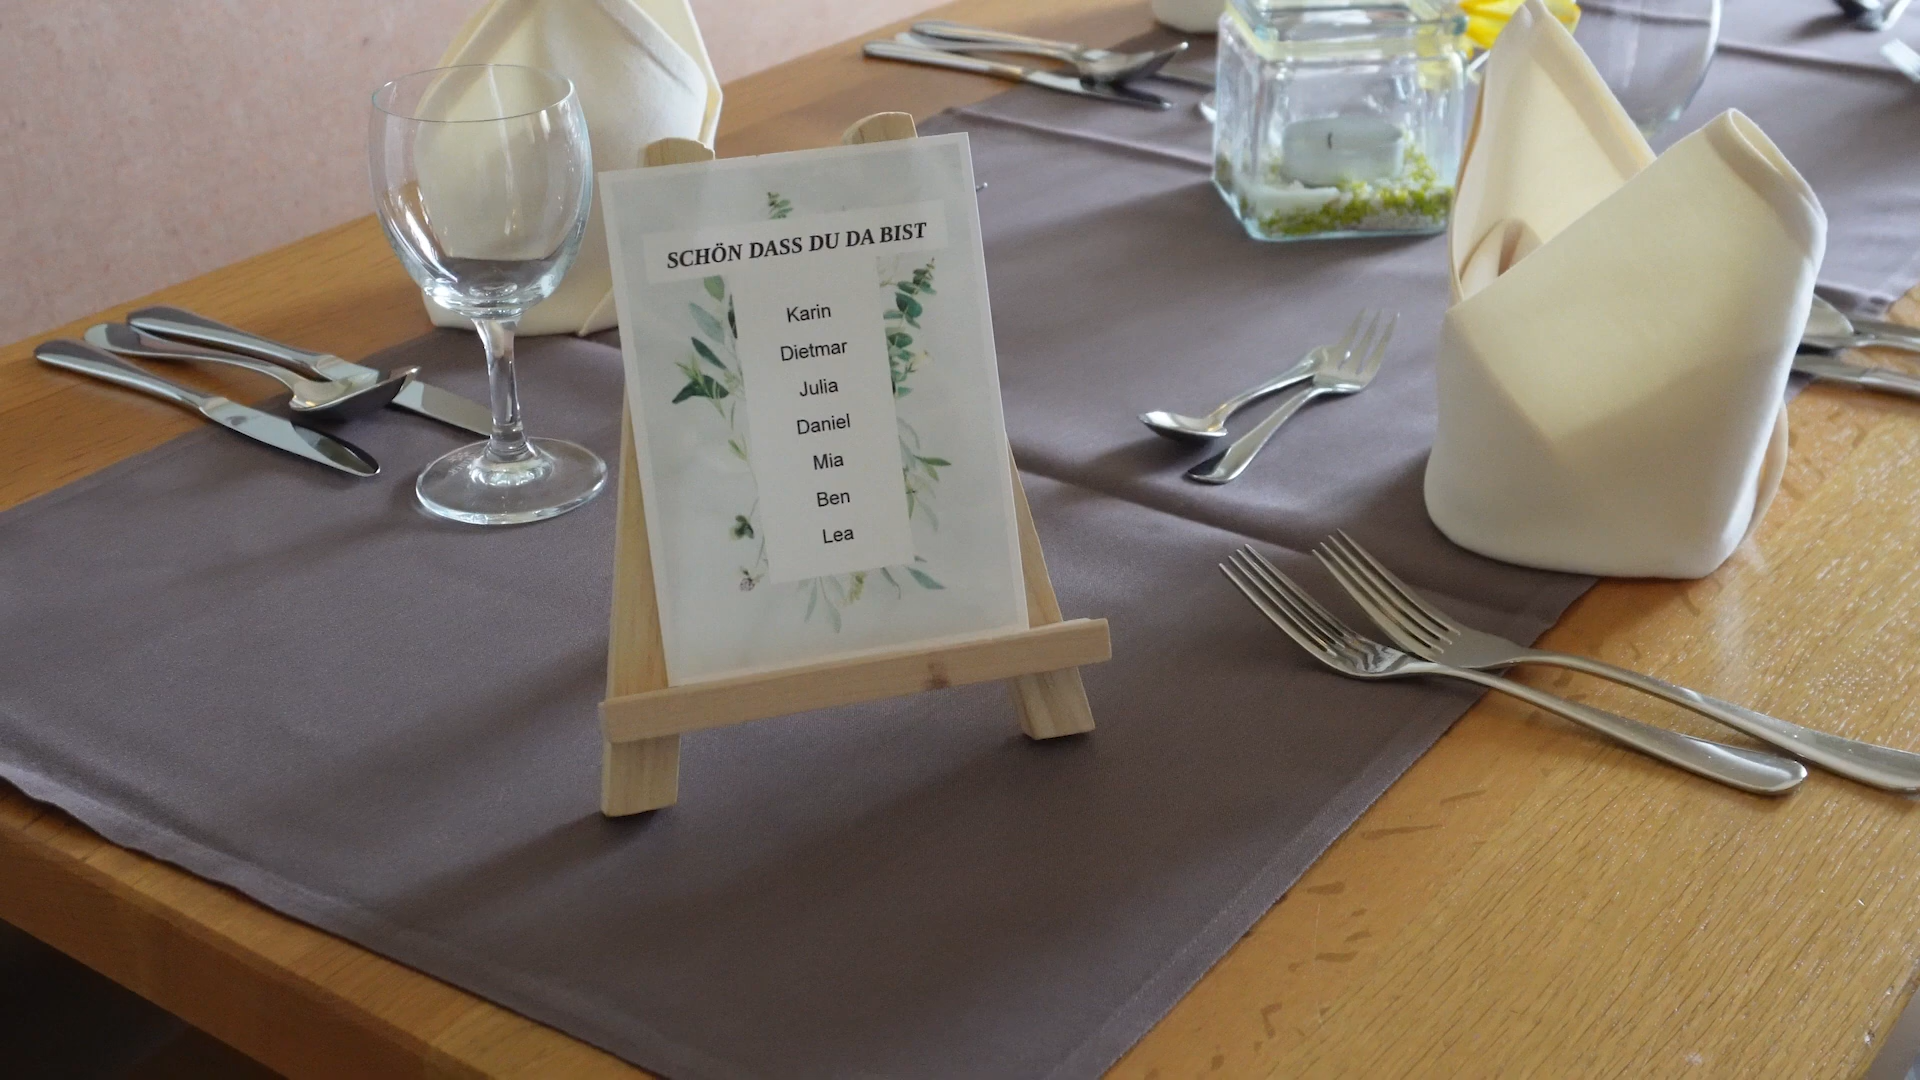 SCHÖN DASS DU DA BIST
Karin
Dietmar
Julia
Daniel
Mia
Ben
Lea